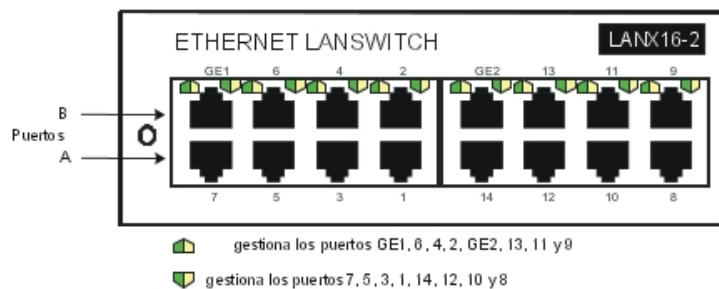 ETHERNET LANSWITCH
LANX16-2
GE1 6 4 2 GE2 13 11 9
B
Puertos
A
7 5 3 1 14 12 10 8
gestiona los puertos GE1, 6, 4, 2, GE2, 13, 11 y 9
gestiona los puertos 7, 5, 3, 1, 14, 12, 10 y 8